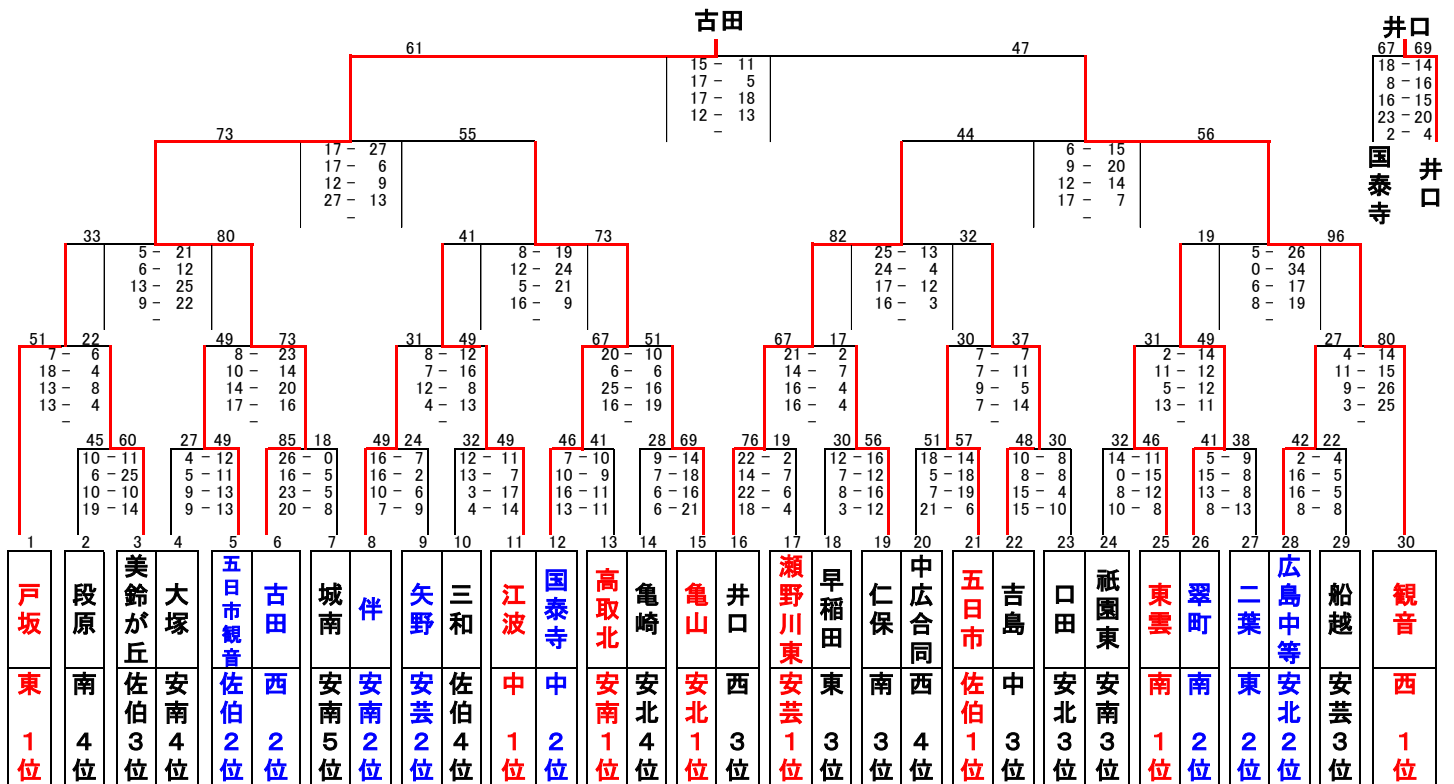 古田
井口
61
47
67 69
15 - 11
17 - 5
17 - 18
12 - 13
-
18 - 14
8 - 16
16 - 15
23 - 20
2 - 4
国泰寺
井口
73
55
44
56
17 - 27
17 - 6
12 - 9
27 - 13
-
6 - 15
9 - 20
12 - 14
17 - 7
-
33
80
41
73
82
32
19
96
5 - 21
6 - 12
13 - 25
9 - 22
-
8 - 19
12 - 24
5 - 21
16 - 9
-
25 - 13
24 - 4
17 - 12
16 - 3
-
5 - 26
0 - 34
6 - 17
8 - 19
-
51 22
49 73
31 49
67 51
67 17
30 37
31 49
27 80
7 - 6
18 - 4
13 - 8
13 - 4
-
8 - 23
10 - 14
14 - 20
17 - 16
-
8 - 12
7 - 16
12 - 8
4 - 13
-
20 - 10
6 - 6
25 - 16
16 - 19
-
21 - 2
14 - 7
16 - 4
16 - 4
-
7 - 7
7 - 11
9 - 5
7 - 14
-
2 - 14
11 - 12
5 - 12
13 - 11
-
4 - 14
11 - 15
9 - 26
3 - 25
-
45 60
27 49
85 18
49 24
32 49
46 41
28 69
76 19
30 56
51 57
48 30
32 46
41 38
42 22
10 - 11
6 - 25
10 - 10
19 - 14
4 - 12
5 - 11
9 - 13
9 - 13
26 - 0
16 - 5
23 - 5
20 - 8
16 - 7
16 - 2
10 - 6
7 - 9
12 - 11
13 - 7
3 - 17
4 - 14
7 - 10
10 - 9
16 - 11
13 - 11
9 - 14
7 - 18
6 - 16
6 - 21
22 - 2
14 - 7
22 - 6
18 - 4
12 - 16
7 - 12
8 - 16
3 - 12
18 - 14
5 - 18
7 - 19
21 - 6
10 - 8
8 - 8
15 - 4
15 - 10
14 - 11
0 - 15
8 - 12
10 - 8
5 - 9
15 - 8
13 - 8
8 - 13
2 - 4
16 - 5
16 - 5
8 - 8
1 2 3 4 5 6 7 8 9 10 11 12 13 14 15 16 17 18 19 20 21 22 23 24 25 26 27 28 29 30
戸坂
段原
美鈴が丘
大塚
五日市観音
古田
城南
伴
矢野
三和
江波
国泰寺
高取北
亀崎
亀山
井口
瀬野川東
早稲田
仁保
中広合同
五日市
吉島
口田
祇園東
東雲
翠町
二葉
広島中等
船越
観音
東1位
南4位
佐伯3位
安南4位
佐伯2位
西2位
安南5位
安南2位
安芸2位
佐伯4位
中1位
中2位
安南1位
安北4位
安北1位
西3位
安芸1位
東3位
南3位
西4位
佐伯1位
中3位
安北3位
安南3位
南1位
南2位
東2位
安北2位
安芸3位
西1位